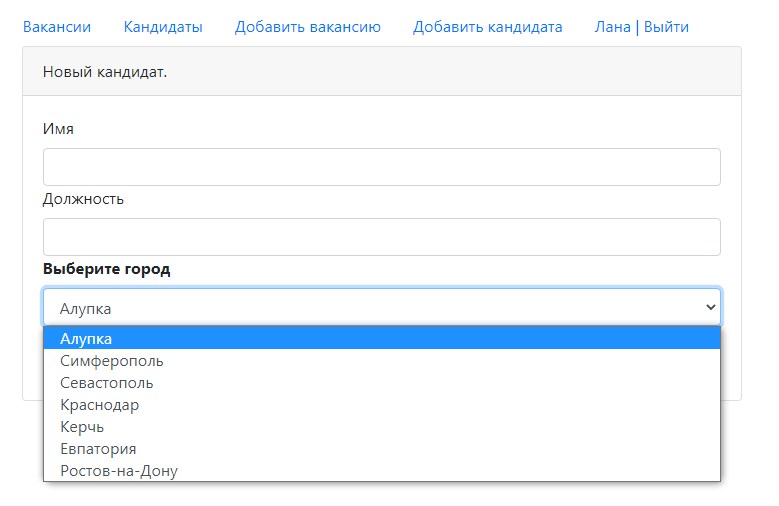 Вакансии Кандидаты Добавить вакансию Добавить кандидата Лана | Выйти
Новый кандидат.
Имя
Должность
Выберите город
Алупка
Алупка
Симферополь
Севастополь
Краснодар
Керчь
Евпатория
Ростов-на-Дону